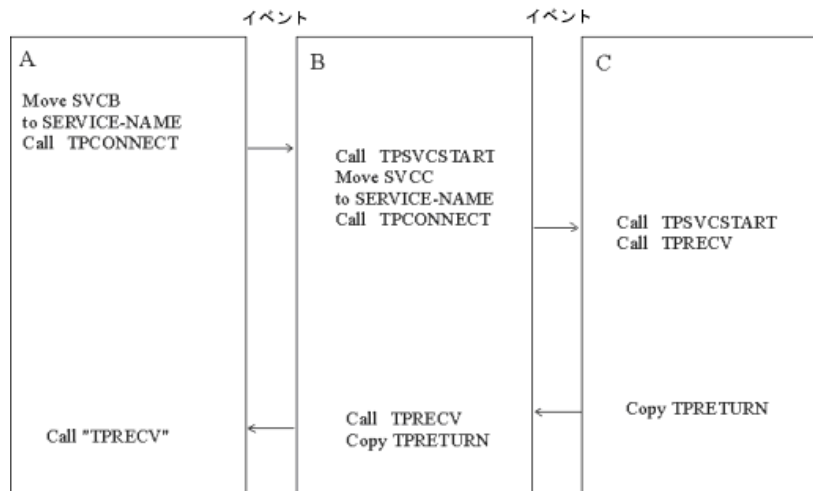 イベント
イベント
A
Move SVCB
to SERVICE-NAME
Call TPCONNECT
Call "TPRECV"
B
Call TPSVCSTART
Move SVCC
to SERVICE-NAME
Call TPCONNECT
Call TPRECV
Copy TPRETURN
C
Call TPSVCSTART
Call TPRECV
Copy TPRETURN